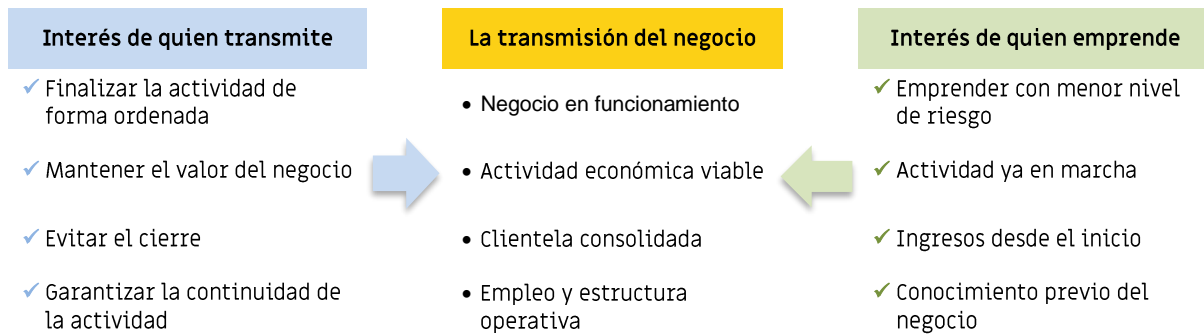 Interés de quien transmite
✓ Finalizar la actividad de
forma ordenada
✓ Mantener el valor del negocio
✓ Evitar el cierre
✓ Garantizar la continuidad de
la actividad
La transmisión del negocio
• Negocio en funcionamiento
• Actividad económica viable
• Clientela consolidada
• Empleo y estructura
operativa
Interés de quien emprende
✓ Emprender con menor nivel
de riesgo
✓ Actividad ya en marcha
✓ Ingresos desde el inicio
✓ Conocimiento previo del
negocio